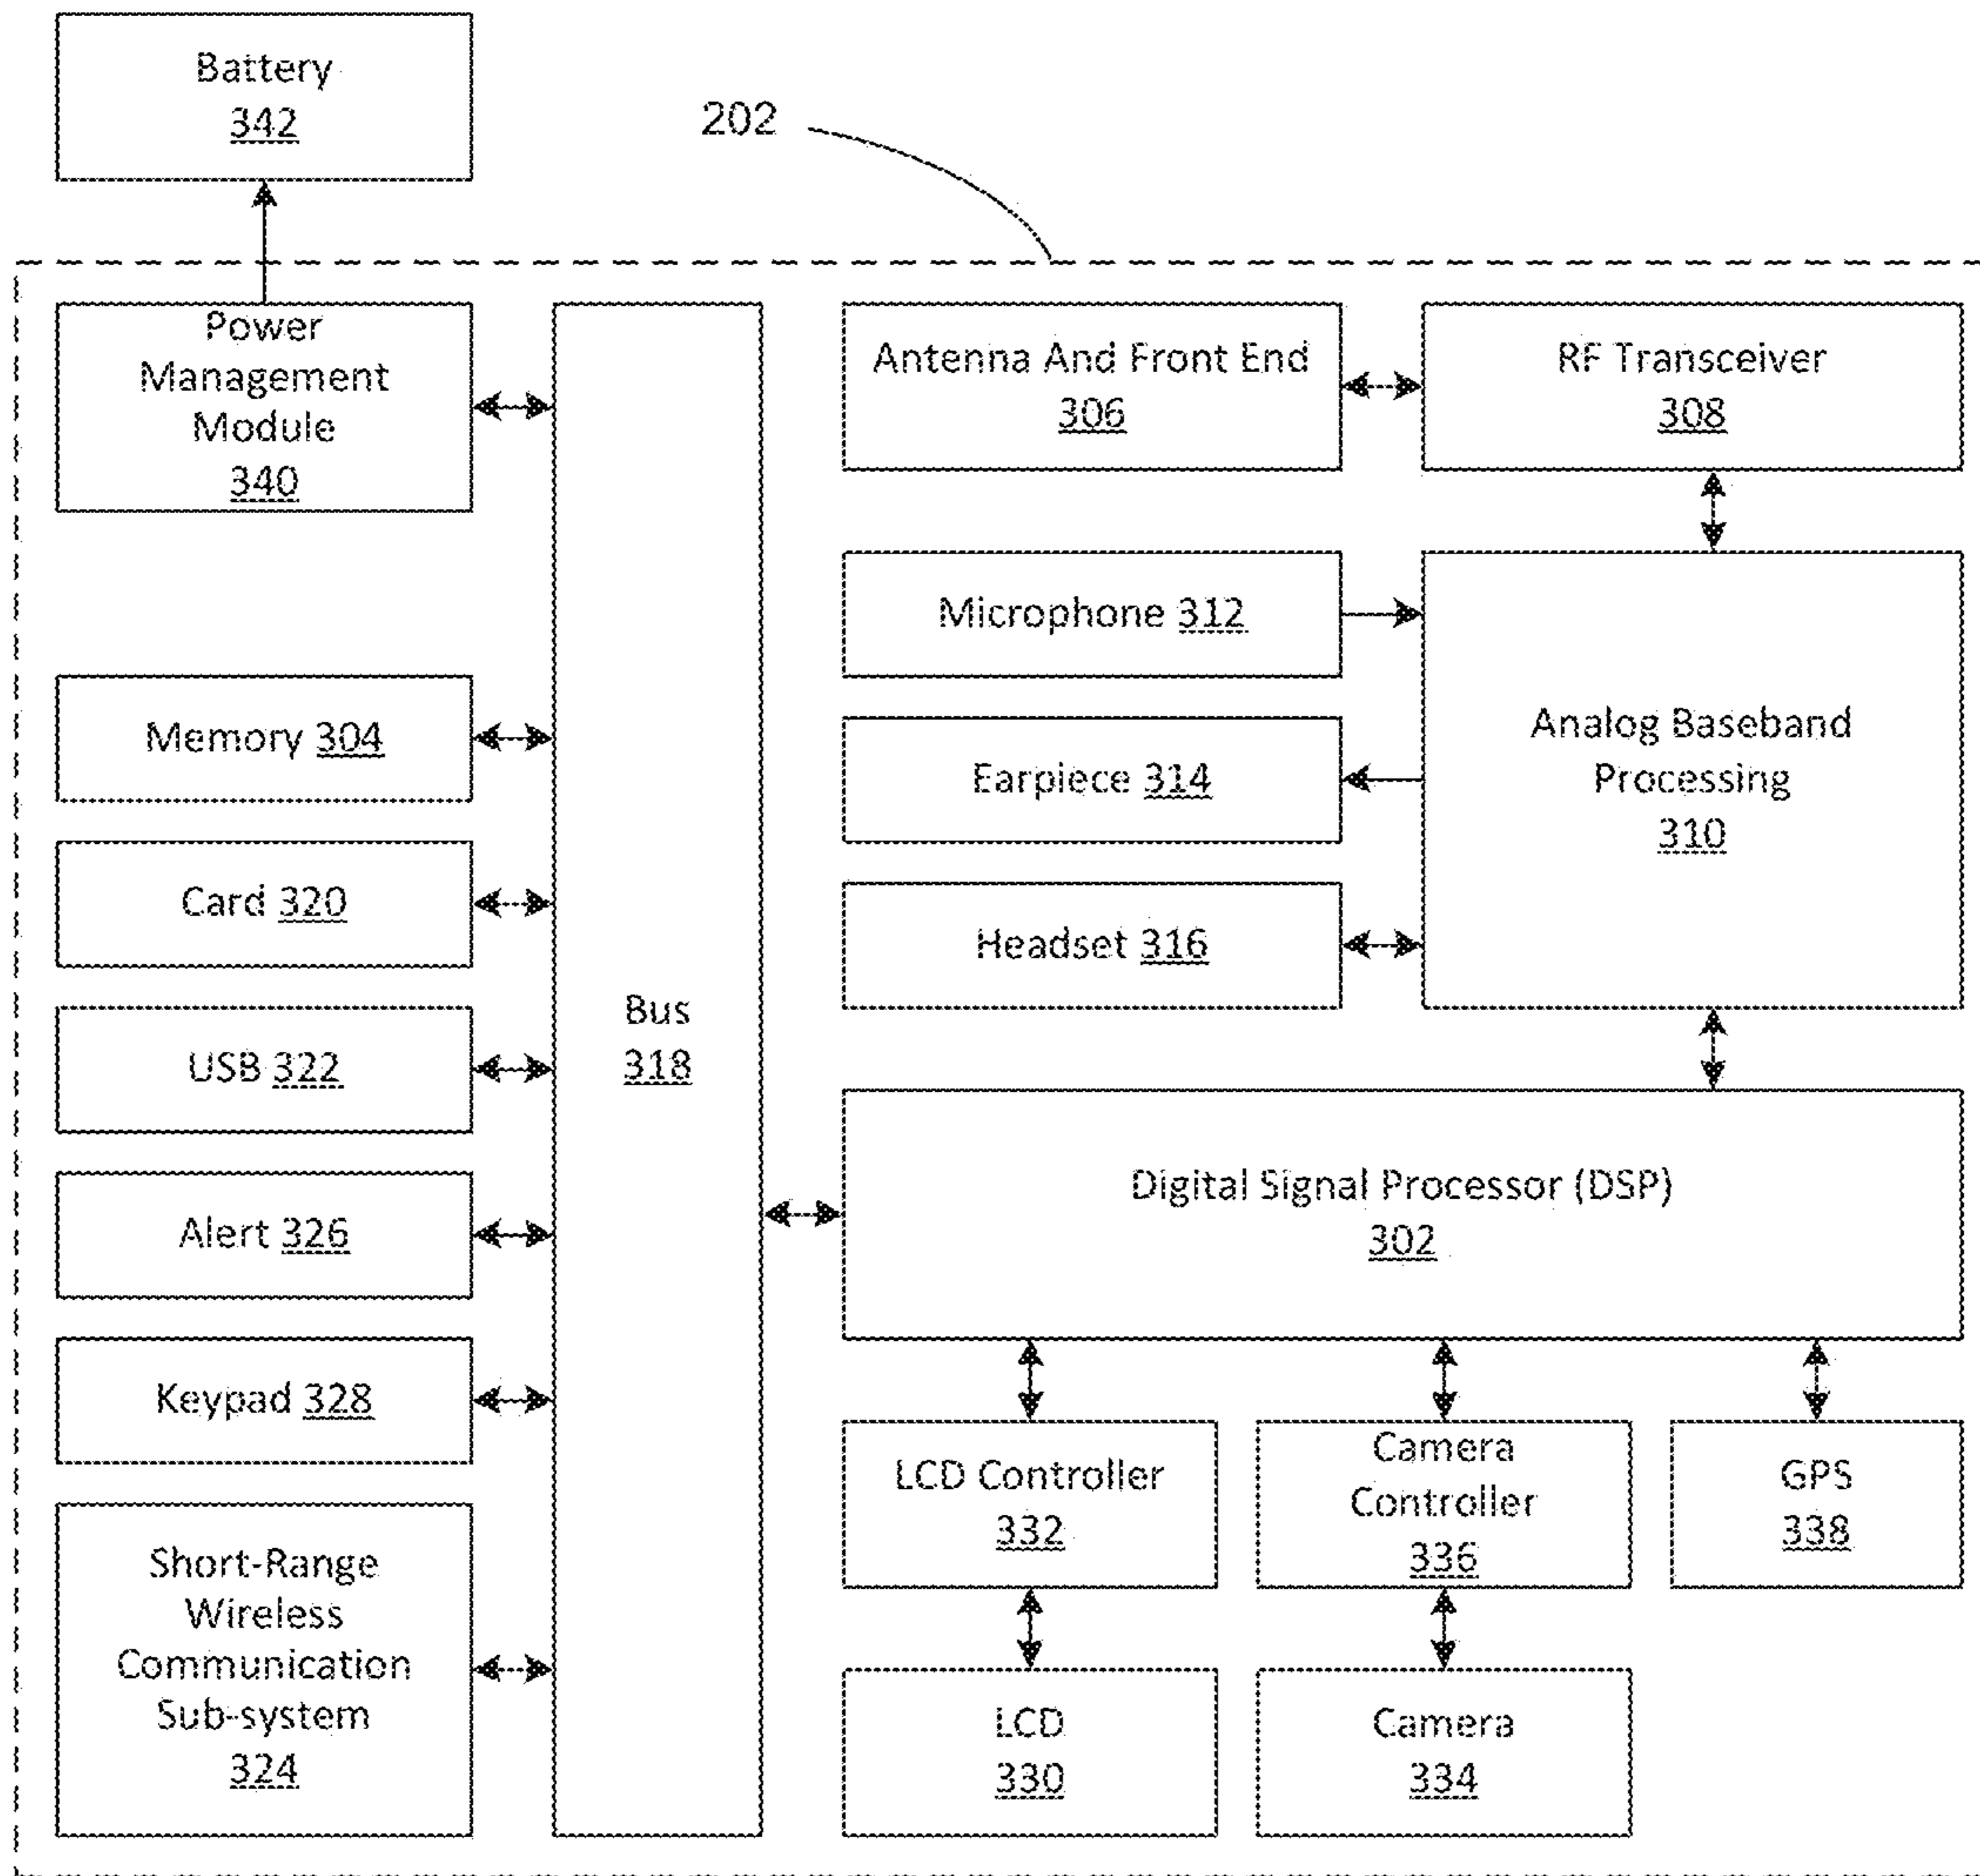 Battery
342
202
Power
Management
Module
340
Antenna And Front End
306
RF Transceiver
308
Microphone 312
Memory 304
Earpiece 314
Analog Baseband
Processing
310
Card 320
Headset 316
Bus
318
USB 322
Digital Signal Processor (DSP)
302
Alert 326
Keypad 328
LCD Controller
332
Camera
Controller
336
GPS
338
Short-Range
Wireless
Communication
Sub-system
324
LCD
330
Camera
334